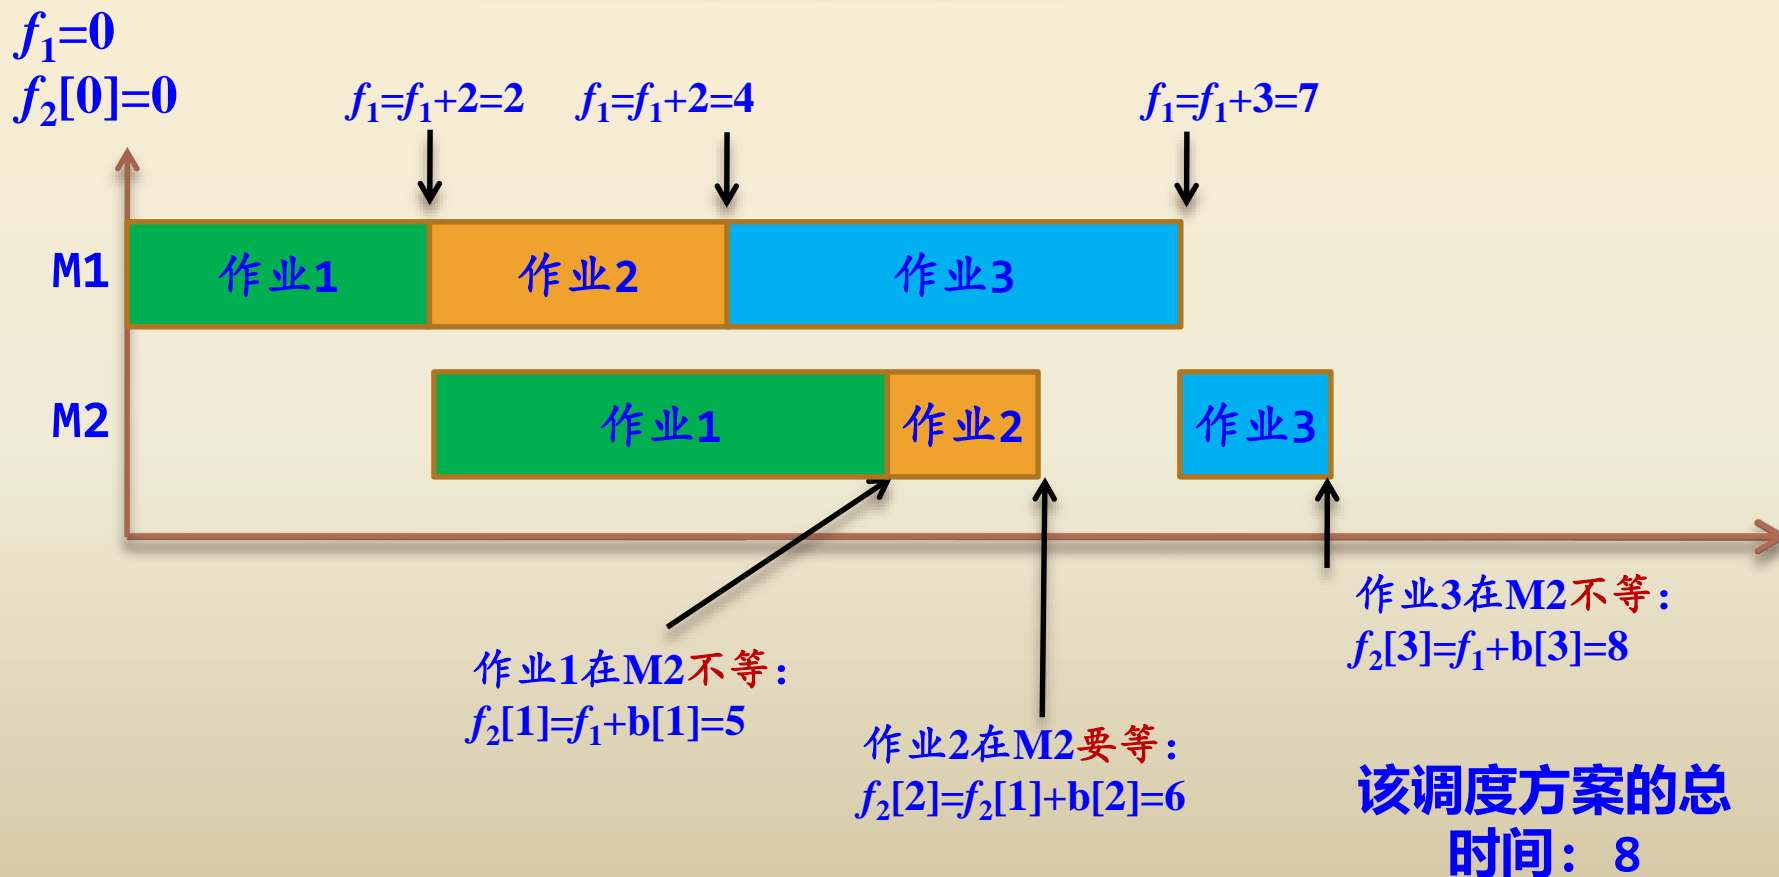 f₁=0
f₂[0]=0
f₁=f₁+2=2
f₁=f₁+2=4
f₁=f₁+3=7
M1
作业1
作业2
作业3
M2
作业1
作业2
作业3
作业1在M2不等：
f₂[1]=f₁+b[1]=5
作业2在M2要等：
f₂[2]=f₂[1]+b[2]=6
作业3在M2不等：
f₂[3]=f₁+b[3]=8
该调度方案的总
时间：8